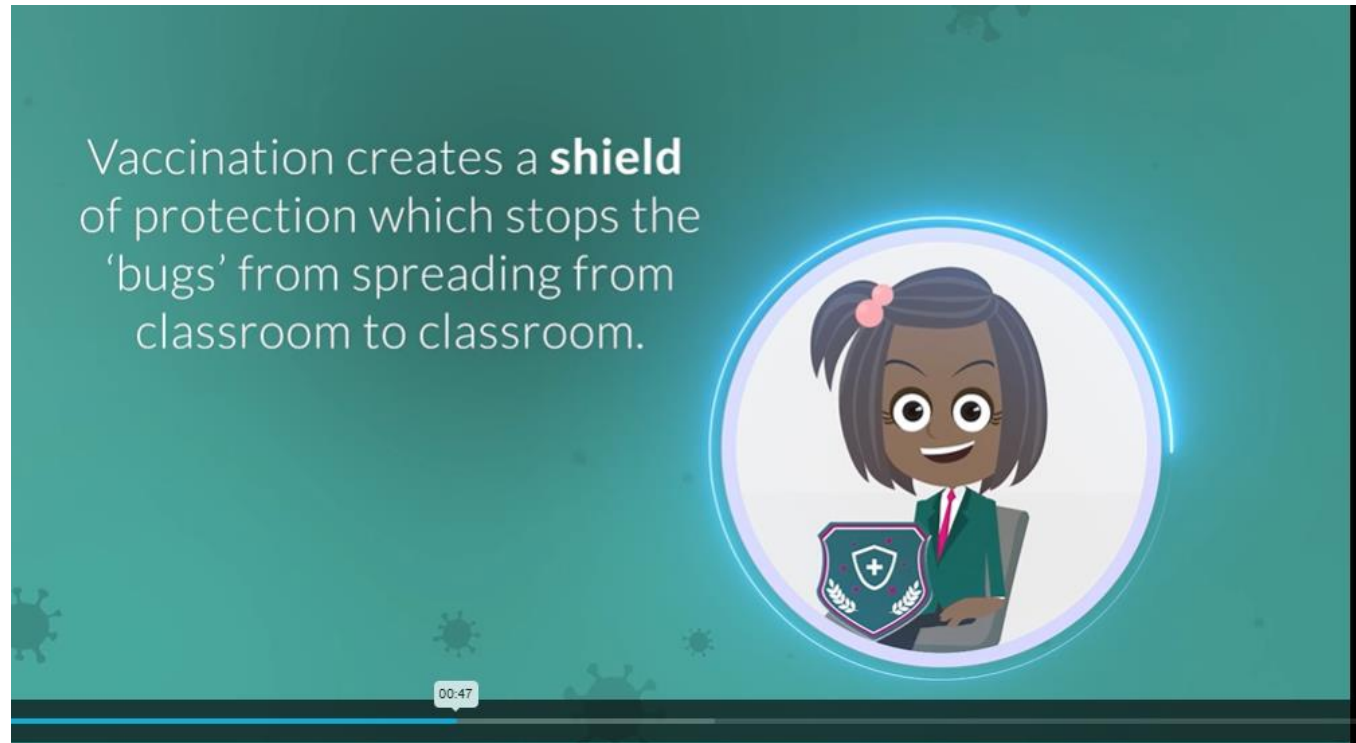 Vaccination creates a shield
of protection which stops the
‘bugs’ from spreading from
classroom to classroom.
00:47